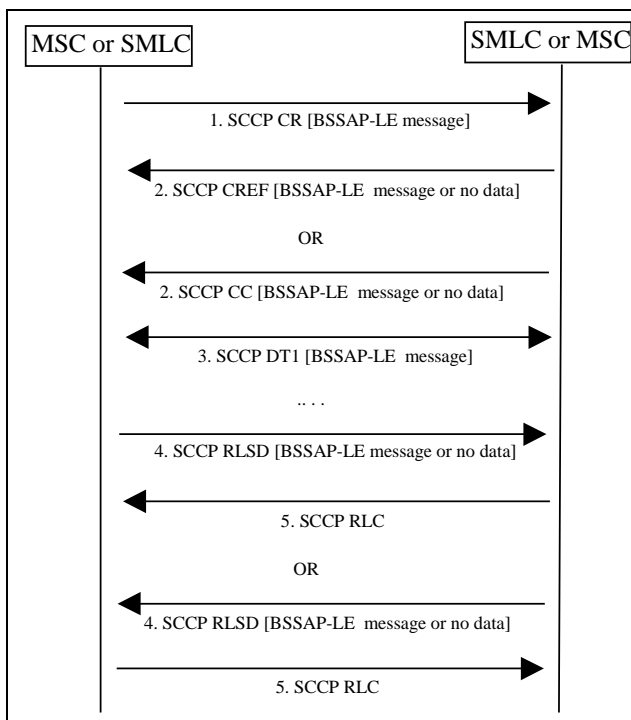 MSC or SMLC
SMLC or MSC
1. SCCP CR [BSSAP-LE message]
2. SCCP CREF [BSSAP-LE message or no data]
OR
2. SCCP CC [BSSAP-LE message or no data]
3. SCCP DT1 [BSSAP-LE message]
.. . .
4. SCCP RLSD [BSSAP-LE message or no data]
5. SCCP RLC
OR
4. SCCP RLSD [BSSAP-LE message or no data]
5. SCCP RLC